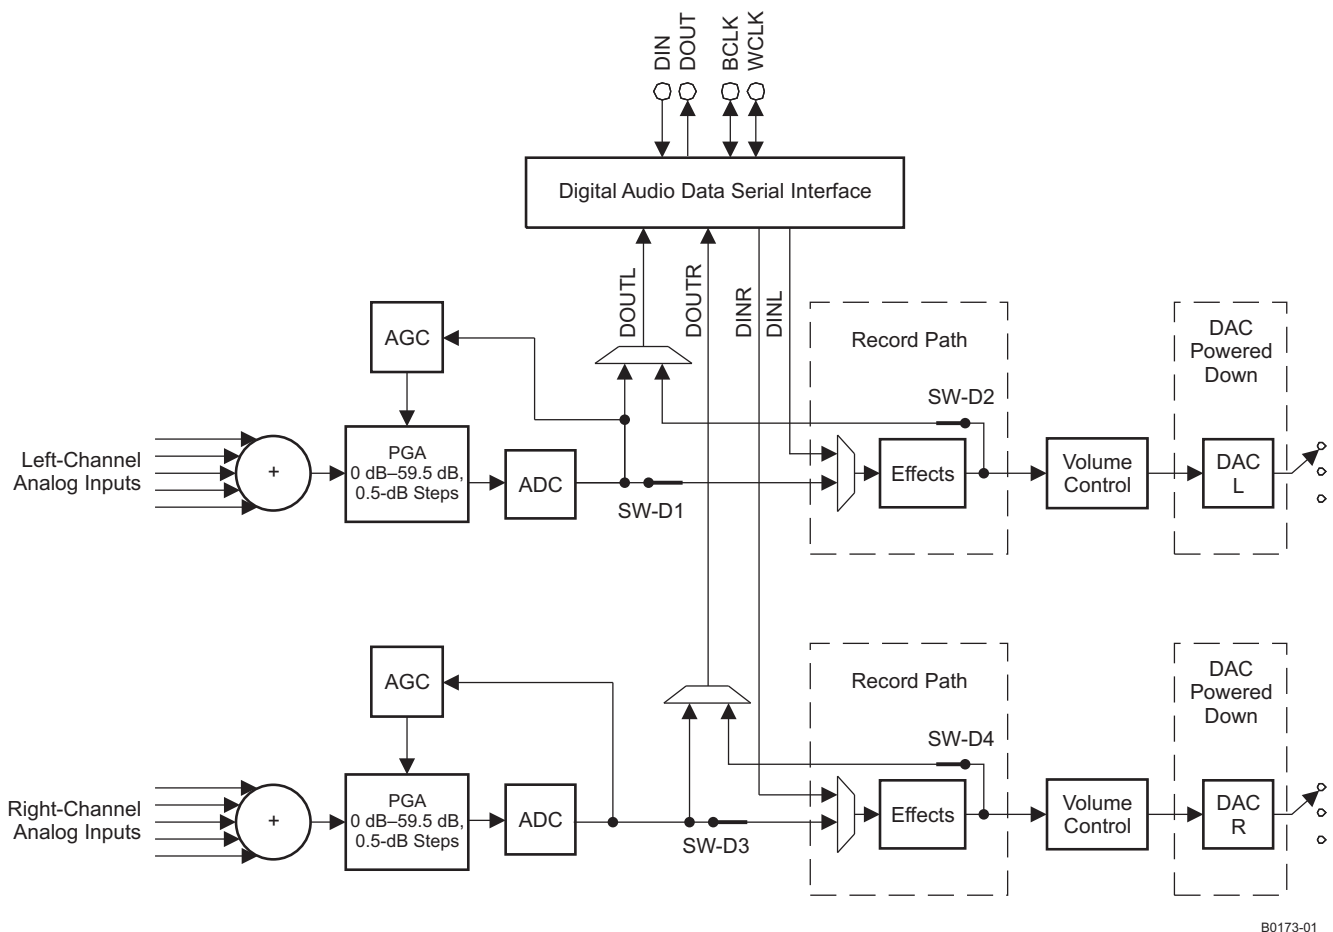 DIN
DOUT
BCLK
WCLK
Digital Audio Data Serial Interface
DOUTL
DOUTR
DINR
DINL
AGC
Record Path
DAC
Powered
Down
SW-D2
Left-Channel
Analog Inputs
+
PGA
0 dB–59.5 dB,
0.5-dB Steps
ADC
SW-D1
Effects
Volume
Control
DAC
L
AGC
Record Path
DAC
Powered
Down
SW-D4
Right-Channel
Analog Inputs
+
PGA
0 dB–59.5 dB,
0.5-dB Steps
ADC
SW-D3
Effects
Volume
Control
DAC
R
B0173-01